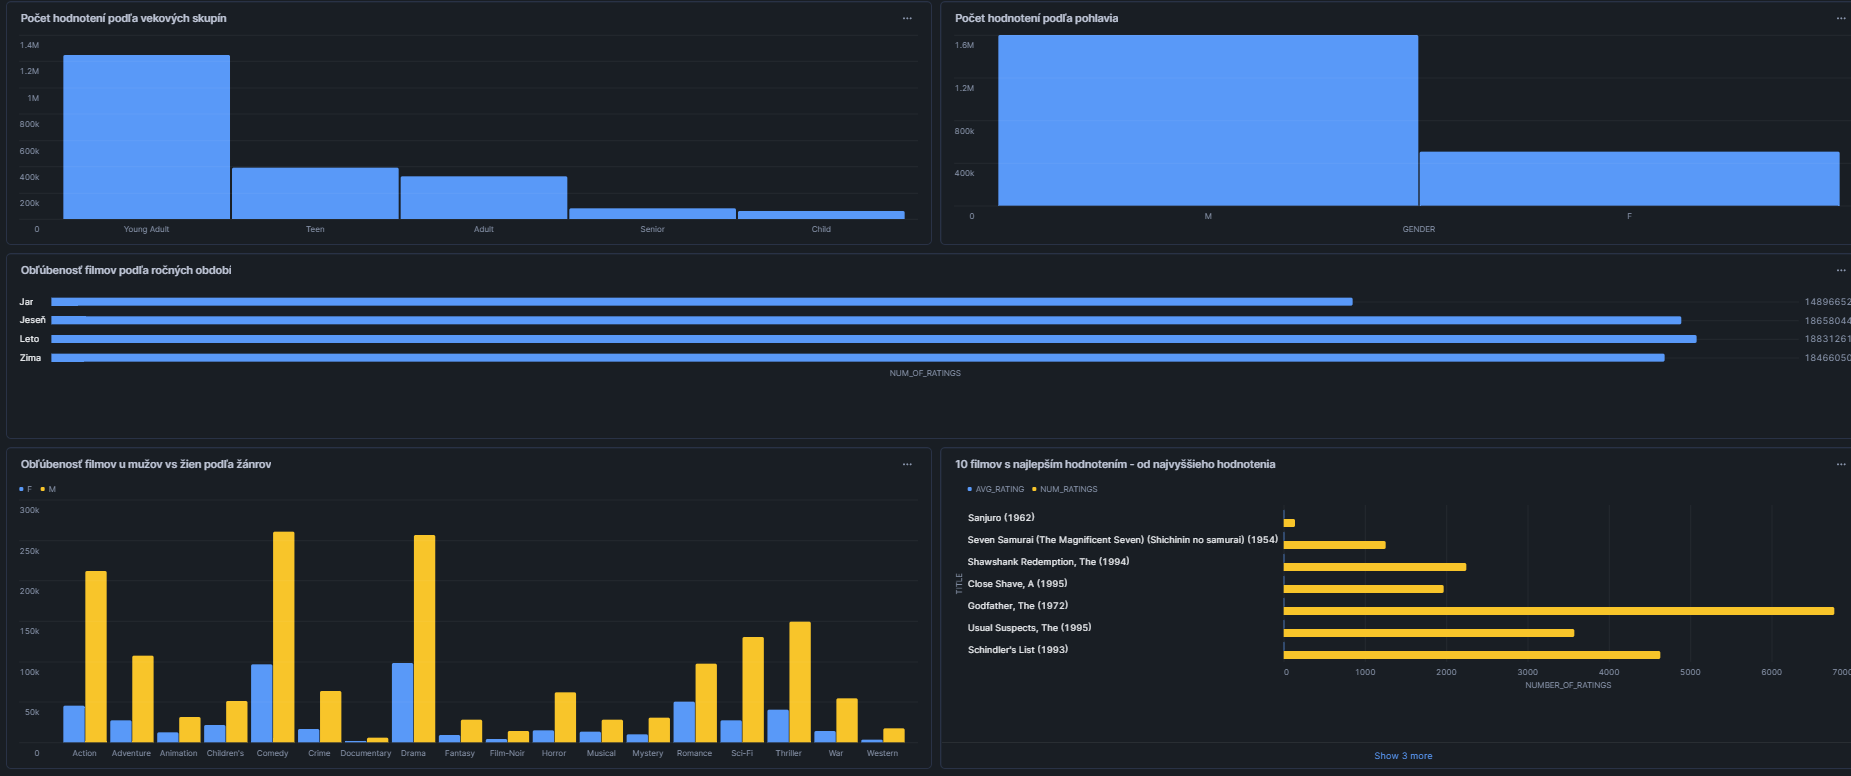 Počet hodnotení podľa vekových skupín
...
1.4M
1.2M
1M
800k
600k
400k
200k
0
Young Adult Teen Adult Senior Child
Počet hodnotení podľa pohlavia
...
1.6M
1.2M
800k
400k
0
M F
GENDER
Obľúbenosť filmov podľa ročných období
...
Jar 14896652
Jeseň 18658044
Leto 18831261
Zima 18466050
NUM_OF_RATINGS
Obľúbenosť filmov u mužov vs žien podľa žánrov
...
F M
300k
250k
200k
150k
100k
50k
0
Action Adventure Animation Children's Comedy Crime Documentary Drama Fantasy Film-Noir Horror Musical Mystery Romance Sci-Fi Thriller War Western
10 filmov s najlepším hodnotením - od najvyššieho hodnotenia
...
AVG_RATING NUM_RATINGS
TITLE
Sanjuro (1962)
Seven Samurai (The Magnificent Seven) (Shichinin no samurai) (1954)
Shawshank Redemption, The (1994)
Close Shave, A (1995)
Godfather, The (1972)
Usual Suspects, The (1995)
Schindler's List (1993)
0 1000 2000 3000 4000 5000 6000 7000
NUMBER_OF_RATINGS
Show 3 more